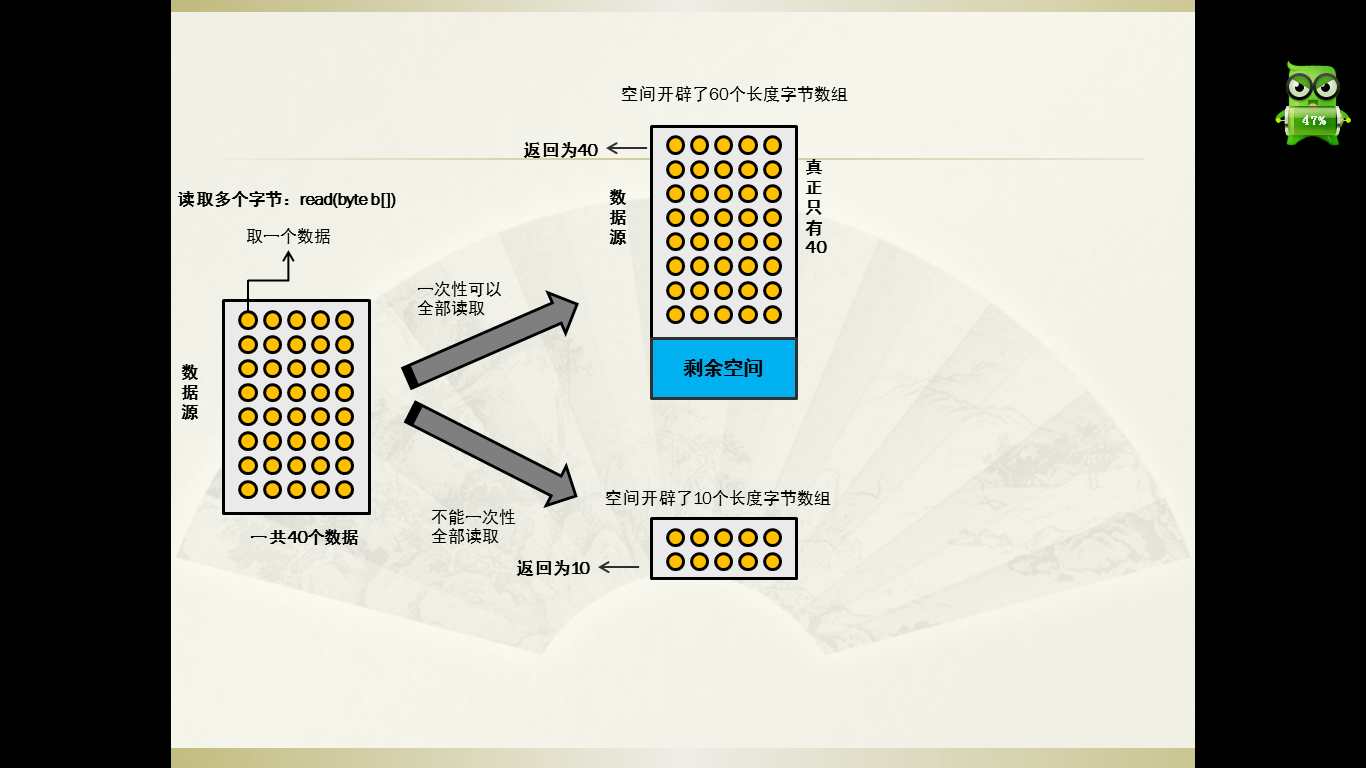 空间开辟了60个长度字节数组
返回为40
数据源
真正只有40
读取多个字节：read(byte b[])
取一个数据
一次性可以
全部读取
剩余空间
数据源
一共40个数据
不能一次性
全部读取
空间开辟了10个长度字节数组
返回为10
47%